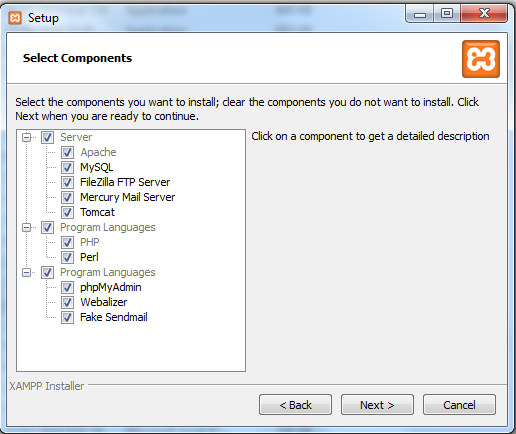 Setup
Select Components
Select the components you want to install; clear the components you do not want to install. Click
Next when you are ready to continue.
Server
Apache
MySQL
FileZilla FTP Server
Mercury Mail Server
Tomcat
Program Languages
PHP
Perl
Program Languages
phpMyAdmin
Webalizer
Fake Sendmail
Click on a component to get a detailed description
XAMPP Installer
< Back
Next >
Cancel